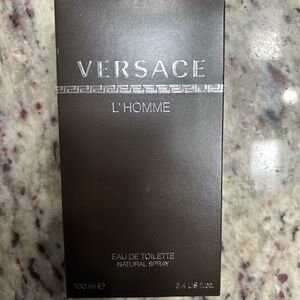 VERSACE
L'HOMME
EAU DE TOILETTE
NATURAL SPRAY
100 ml e 3.4 US fl.oz.